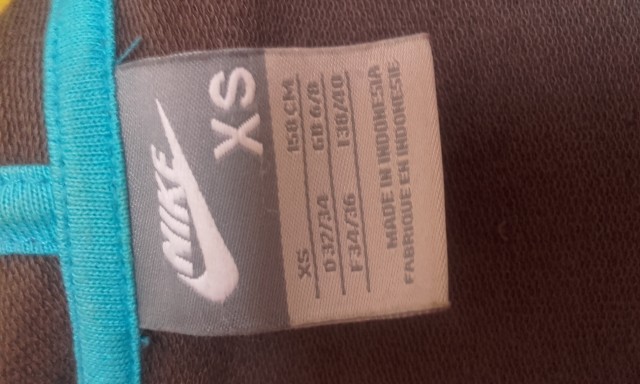 NIKE
XS
XS 150 CM
D 32/34 GB 6/8
F 34/36 I 38/40
MADE IN INDONESIA
FABRIQUE EN INDONESIE